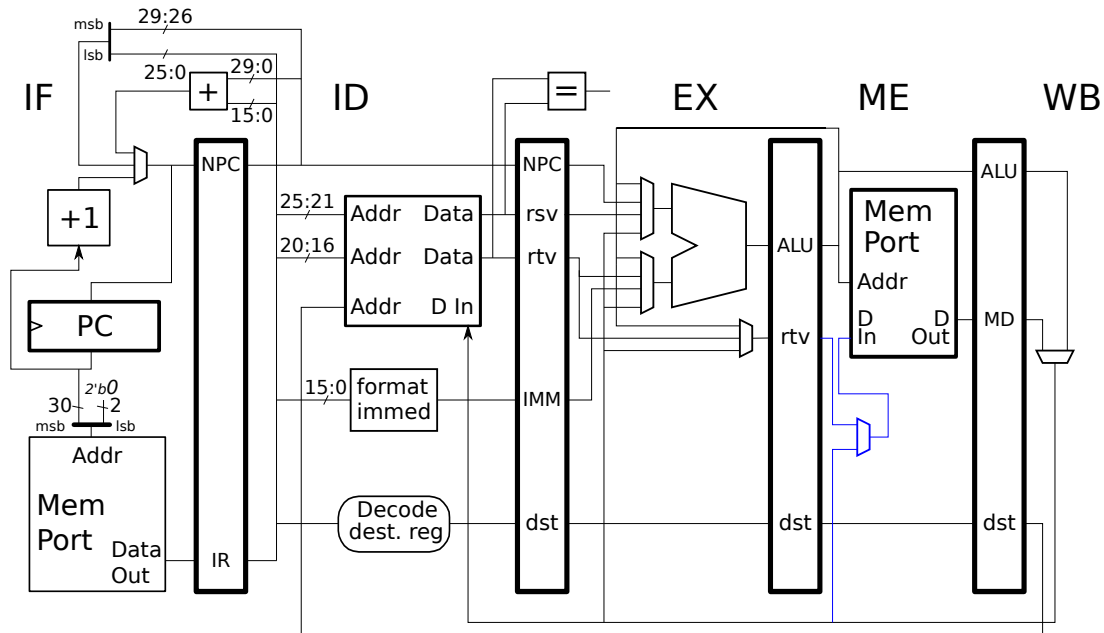 29:26
msb
lsb
25:0
29:0
+
15:0
=
IF
ID
EX
ME
WB
NPC
NPC
ALU
+1
25:21
Addr
Data
rsv
Mem
Port
20:16
Addr
Data
rtv
ALU
Addr
PC
Addr
D In
rtv
D
In
D
Out
MD
2'b0
30
2
msb
lsb
15:0
format
immed
IMM
Addr
Mem
Port
Data
Out
IR
Decode
dest. reg
dst
dst
dst